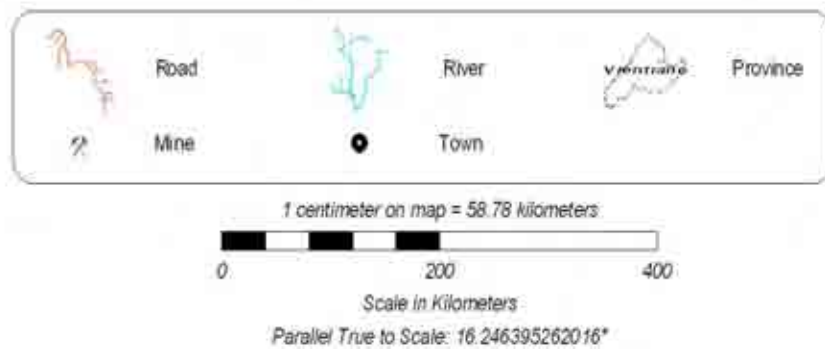 Road River Vientiane Province
Mine Town
1 centimeter on map = 58.78 kilometers
0 200 400
Scale in Kilometers
Parallel True to Scale: 16.246395262016°